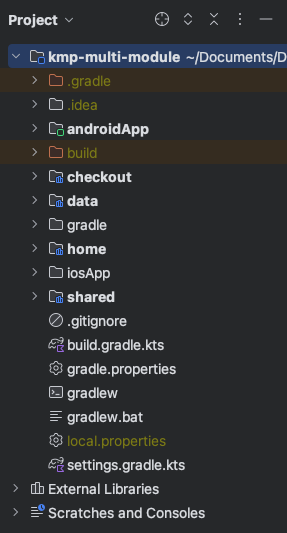 Project
kmp-multi-module ~/Documents/D
.gradle
.idea
androidApp
build
checkout
data
gradle
home
iosApp
shared
.gitignore
build.gradle.kts
gradle.properties
gradlew
gradlew.bat
local.properties
settings.gradle.kts
External Libraries
Scratches and Consoles